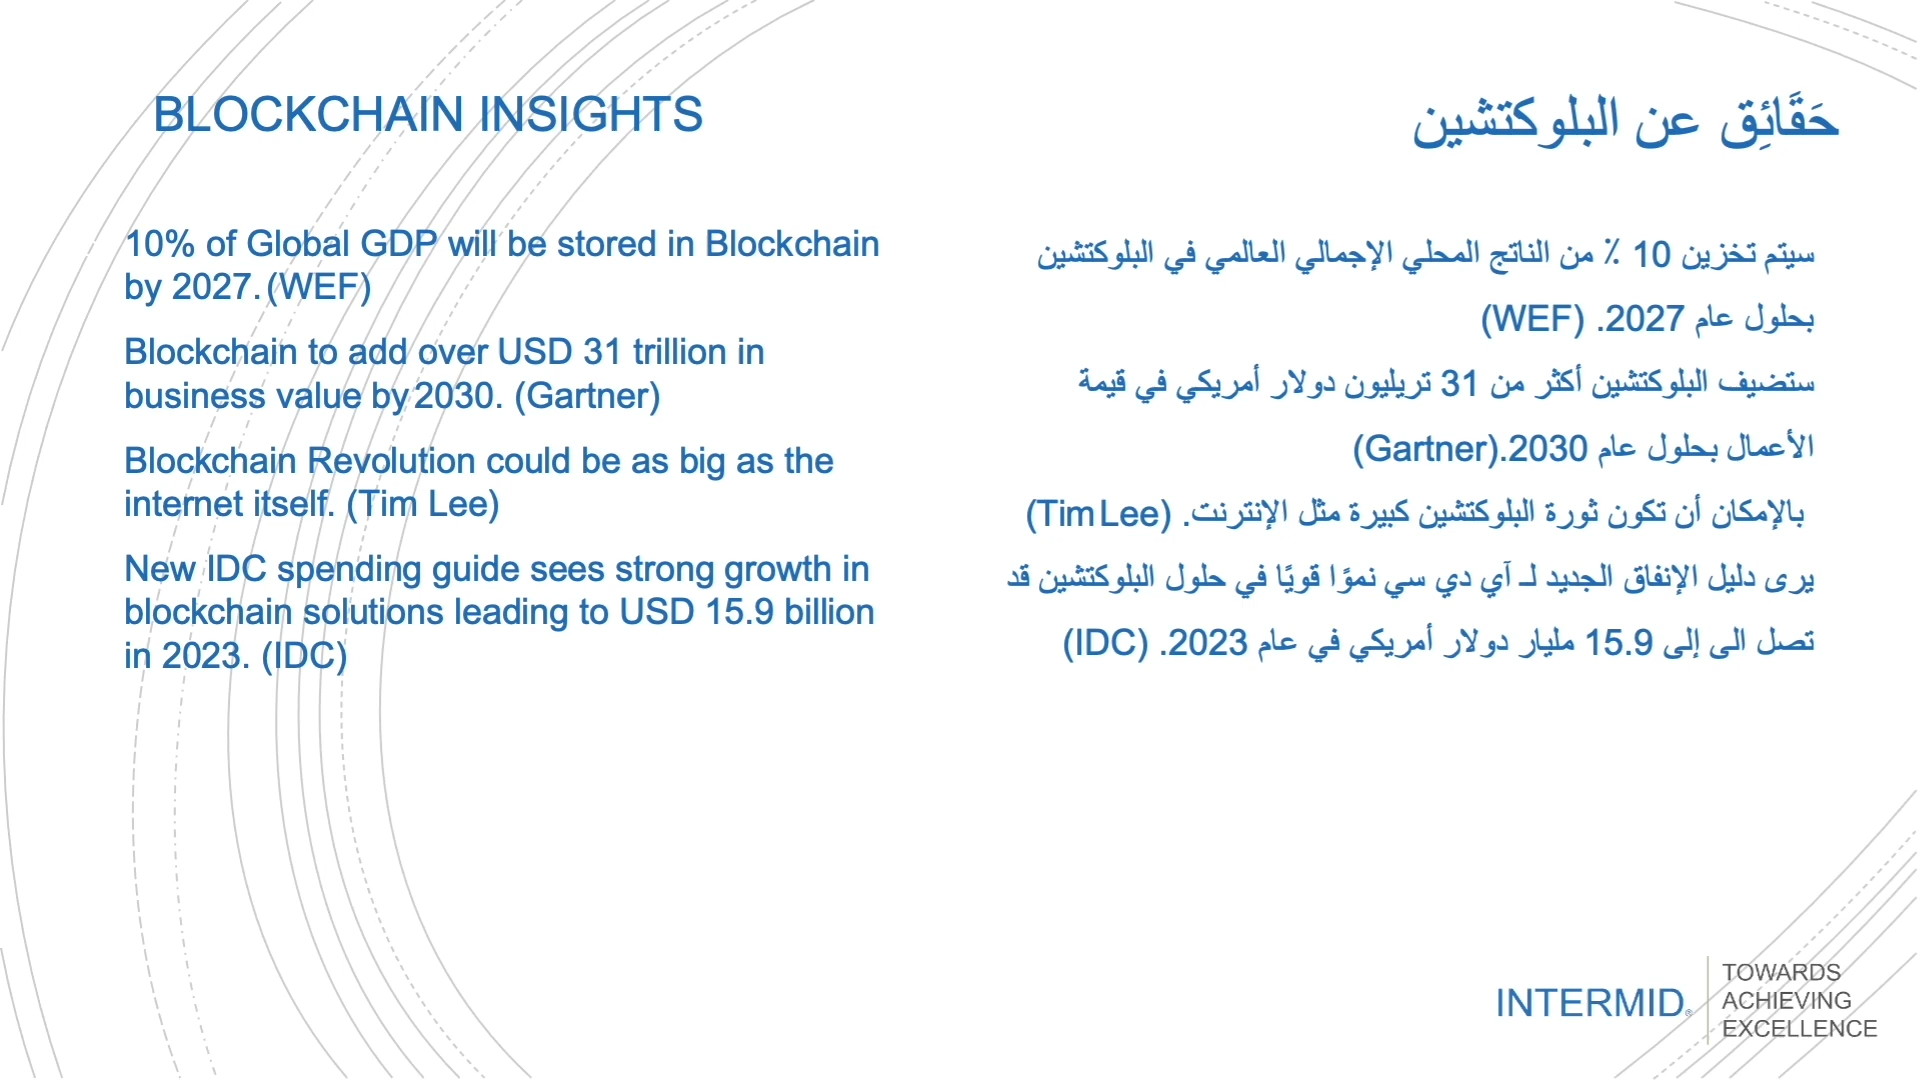 BLOCKCHAIN INSIGHTS
10% of Global GDP will be stored in Blockchain
by 2027. (WEF)
Blockchain to add over USD 31 trillion in
business value by 2030. (Gartner)
Blockchain Revolution could be as big as the
internet itself. (Tim Lee)
New IDC spending guide sees strong growth in
blockchain solutions leading to USD 15.9 billion
in 2023. (IDC)
حَقَائِق عن البلوكتشين
سيتم تخزين 10 ٪ من الناتج المحلي الإجمالي العالمي في البلوكتشين
بحلول عام 2027. (WEF)
ستضيف البلوكتشين أكثر من 31 تريليون دولار أمريكي في قيمة
الأعمال بحلول عام 2030.(Gartner)
بالإمكان أن تكون ثورة البلوكتشين كبيرة مثل الإنترنت. (Tim Lee)
يرى دليل الإنفاق الجديد لـ آي دي سي نموًا قويًا في حلول البلوكتشين قد
تصل الى إلى 15.9 مليار دولار أمريكي في عام 2023. (IDC)
INTERMID®
TOWARDS
ACHIEVING
EXCELLENCE